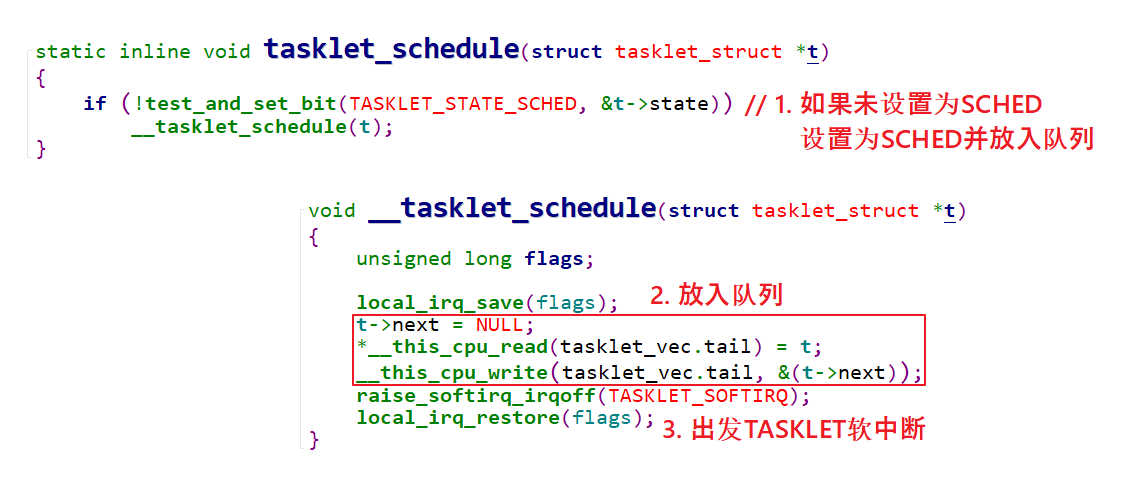 static inline void tasklet_schedule(struct tasklet_struct *t)
{
if (!test_and_set_bit(TASKLET_STATE_SCHED, &t->state)) // 1. 如果未设置为SCHED
__tasklet_schedule(t); 设置为SCHED并放入队列
}
void __tasklet_schedule(struct tasklet_struct *t)
{
unsigned long flags;
local_irq_save(flags); 2. 放入队列
t->next = NULL;
*__this_cpu_read(tasklet_vec.tail) = t;
__this_cpu_write(tasklet_vec.tail, &(t->next));
raise_softirq_irqoff(TASKLET_SOFTIRQ);
local_irq_restore(flags); 3. 出发TASKLET软中断
}